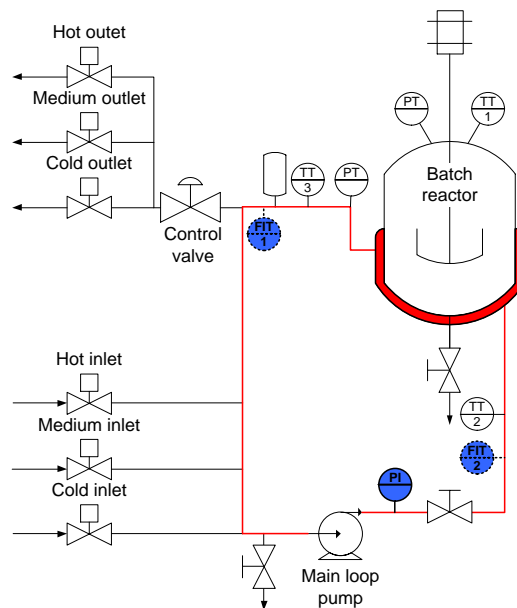 Hot outet
Medium outlet
Cold outlet
Control
valve
TT
3
PT
FIT
1
PT
TT
1
Batch
reactor
Hot inlet
Medium inlet
Cold inlet
TT
2
FIT
2
PI
Main loop
pump